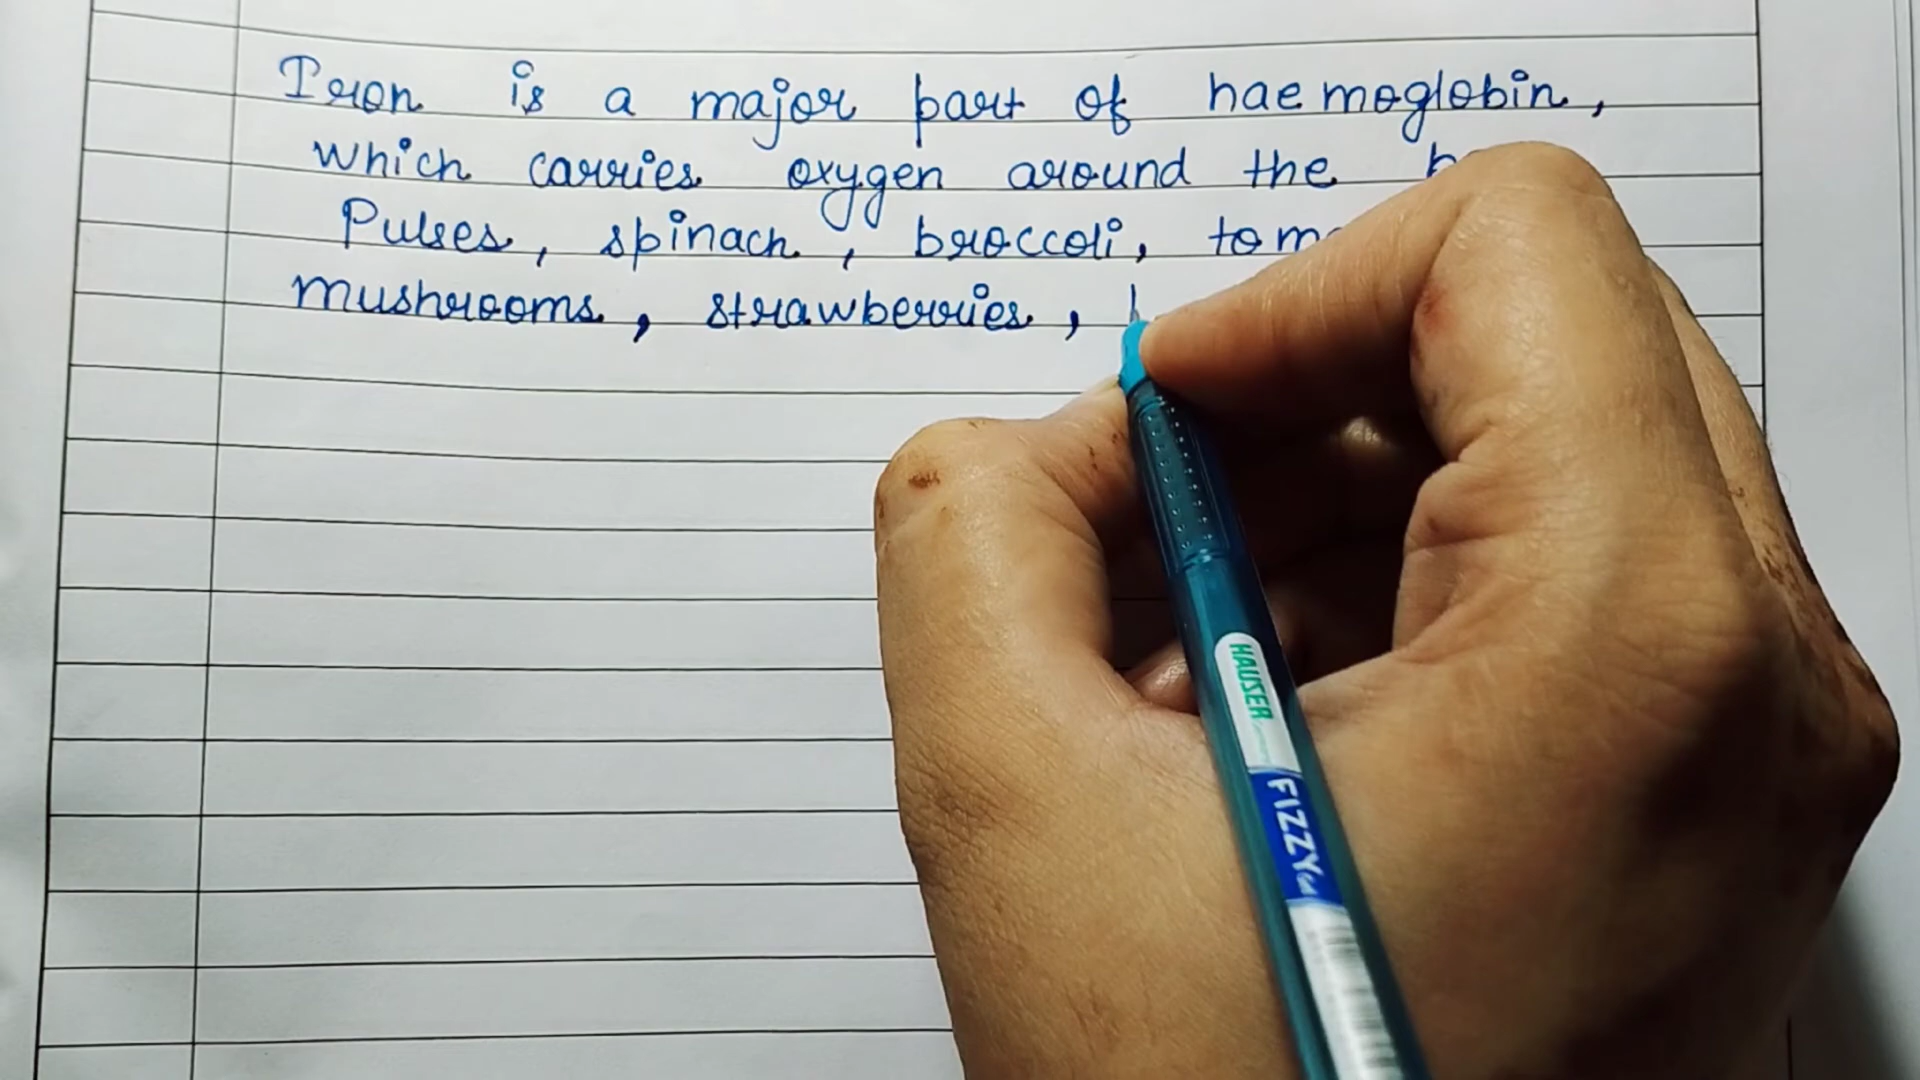 Iron is a major part of haemoglobin,
which carries oxygen around the
Pulses, spinach, broccoli,
mushrooms, strawberries,
HAUSER
FIZZY